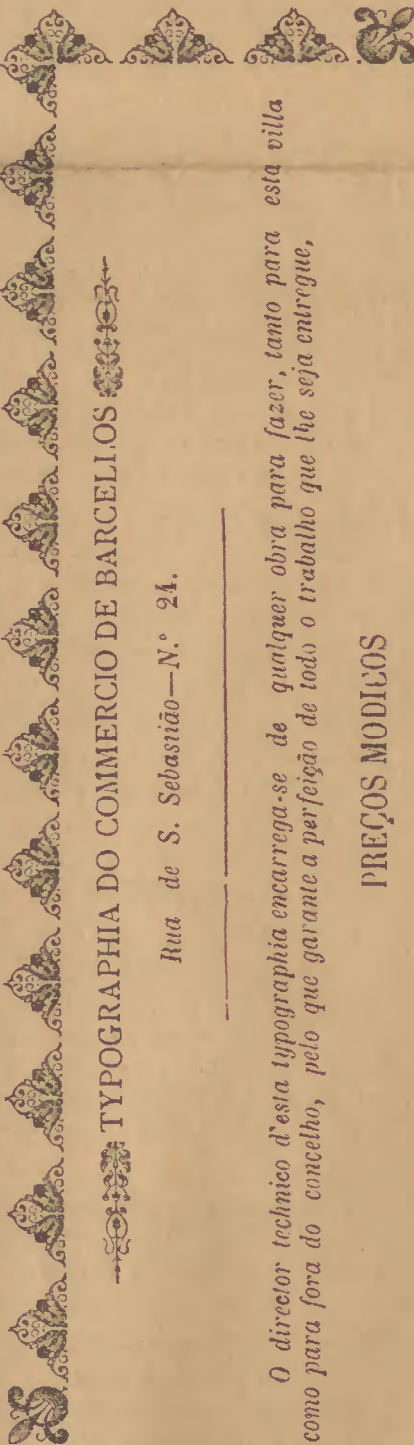 TYPOGRAPHIA DO COMMERCIO DE BARCELLOS
Rua de S. Sebastião—N.º 24.
O director technico d'esta typographia encarrega-se de qualquer obra para fazer, tanto para esta villa
como para fora do concelho, pelo que garante a perfeição de todo o trabalho que lhe seja entregue,
PREÇOS MODICOS